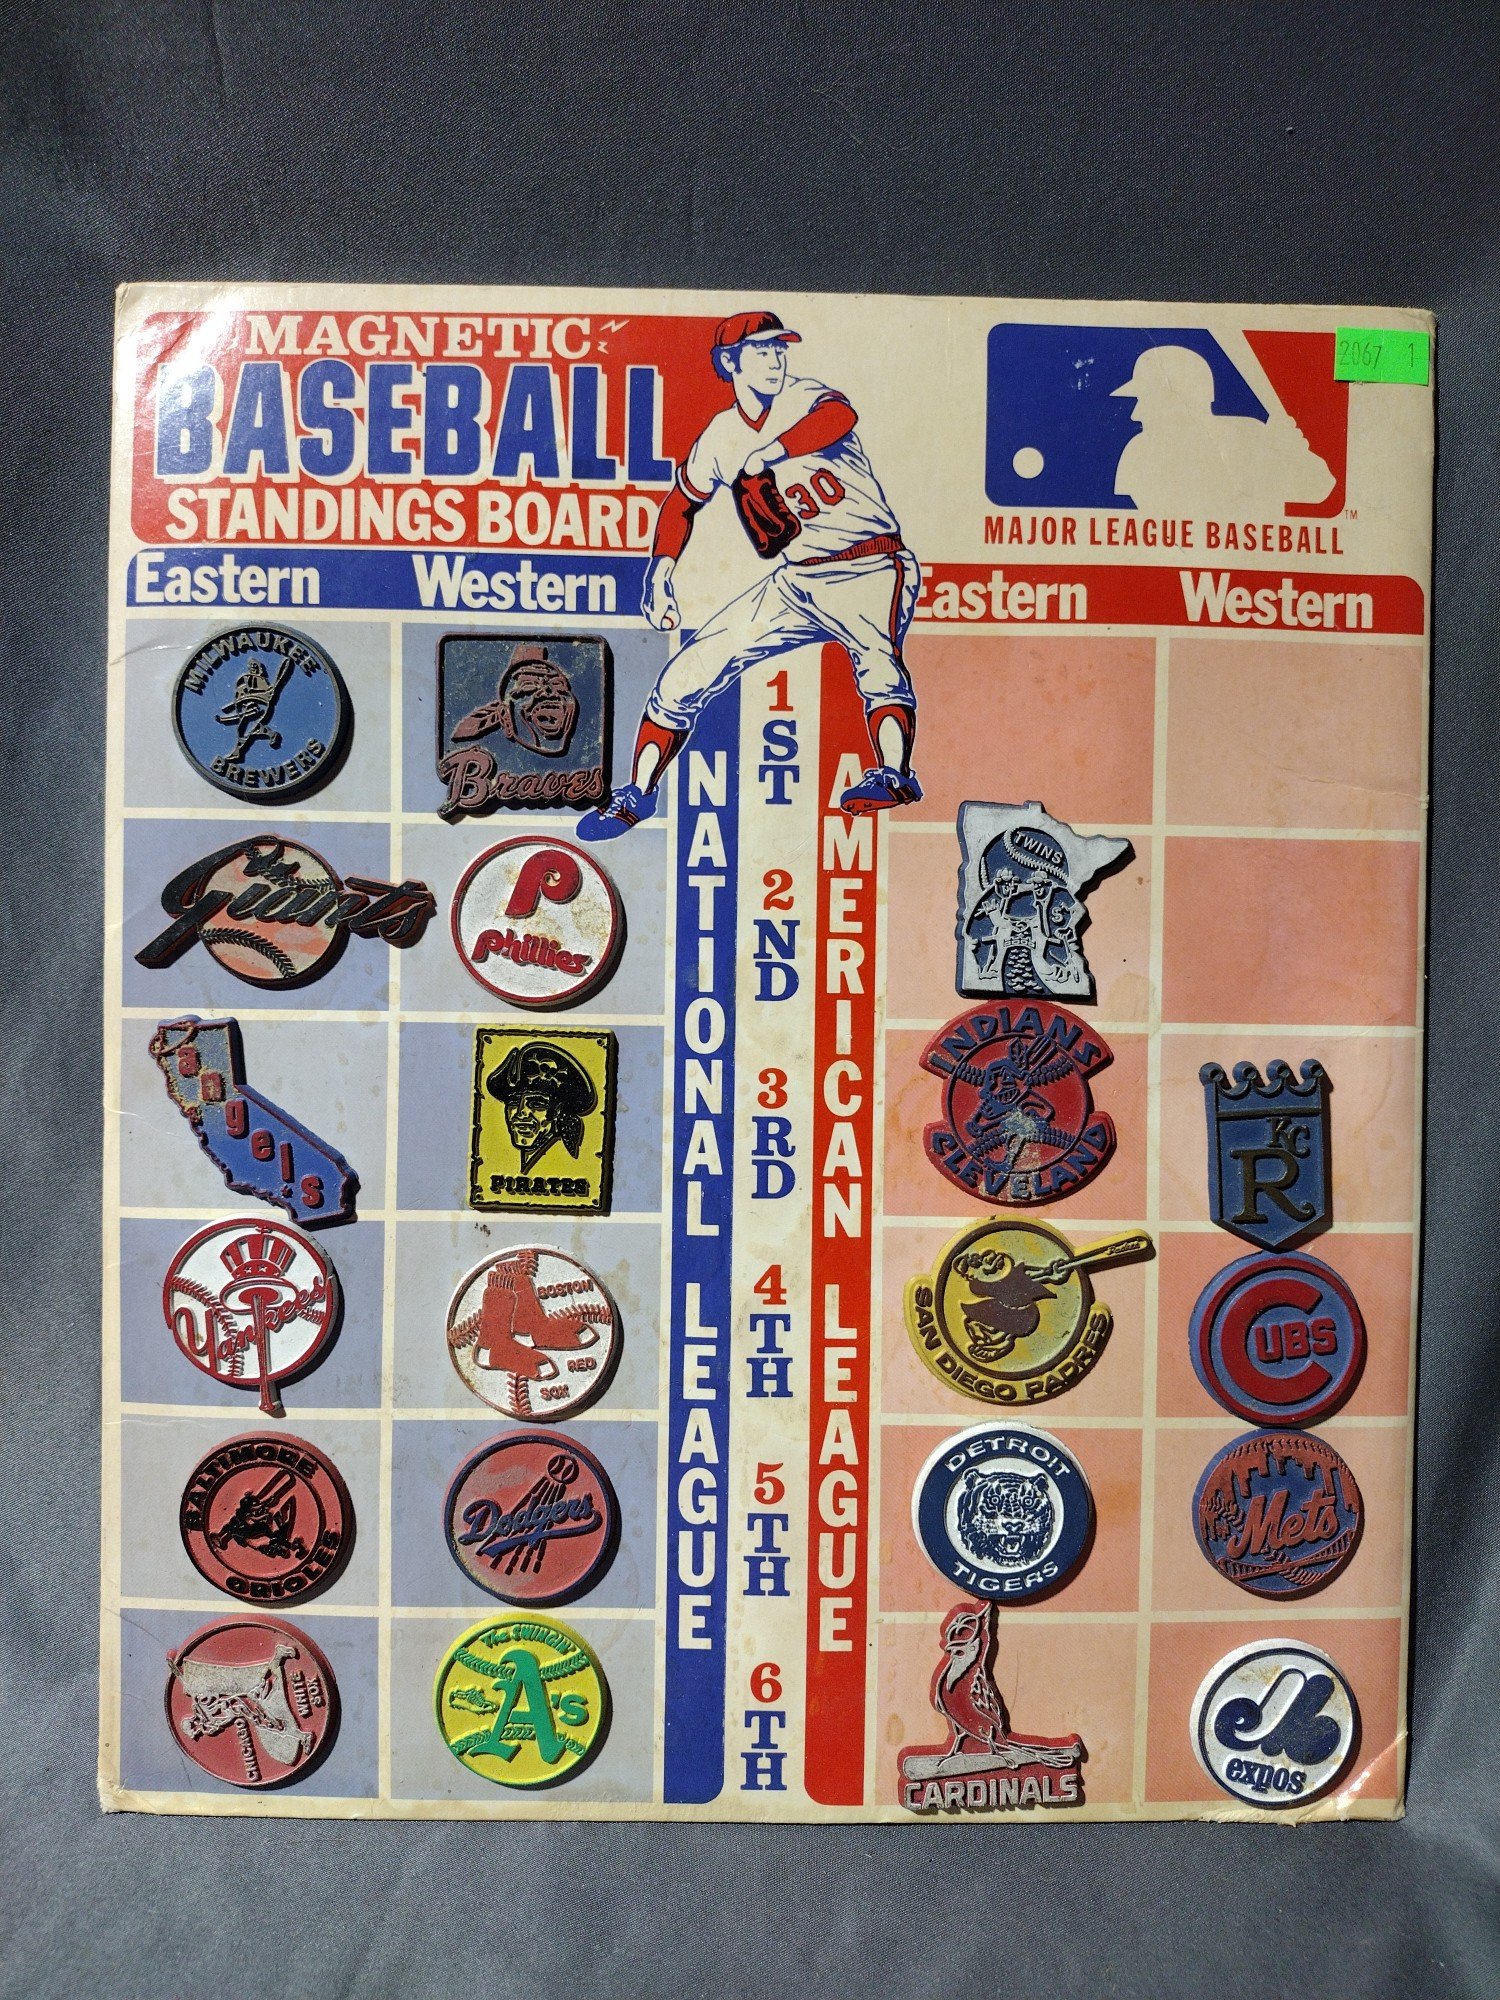 MAGNETIC
BASEBALL
STANDINGS BOARD
2067 1
30
MAJOR LEAGUE BASEBALL
TM
Eastern Western
Eastern Western
NATIONAL LEAGUE
AMERICAN LEAGUE
1ST
2ND
3RD
4TH
5TH
6TH
MILWAUKEE
BREWERS
Braves
Giants
P
Phillies
angels
PIRATES
Yankees
BOSTON
RED
SOX
BALTIMORE
ORIOLES
Dodgers
CHICAGO
WHITE
SOX
The SWINGIN'
A's
TWINS
INDIANS
CLEVELAND
KC
R
Padres
SAN DIEGO PADRES
CUBS
DETROIT
TIGERS
Mets
CARDINALS
expos